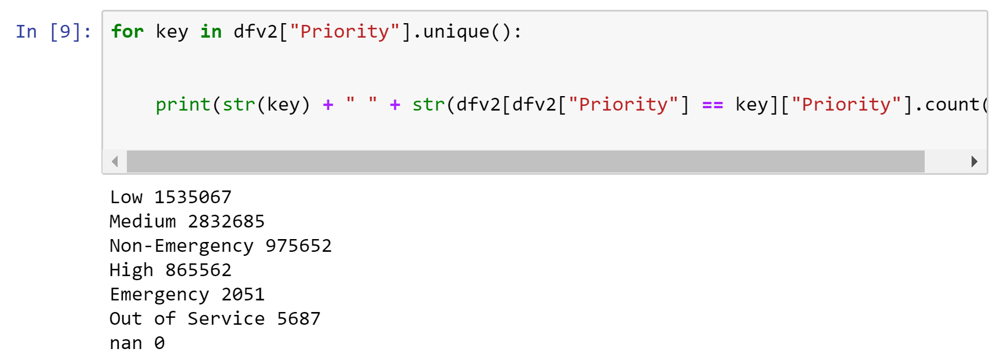 In [9]: for key in dfv2["Priority"].unique():
print(str(key) + " " + str(dfv2[dfv2["Priority"] == key]["Priority"].count(
Low 1535067
Medium 2832685
Non-Emergency 975652
High 865562
Emergency 2051
Out of Service 5687
nan 0